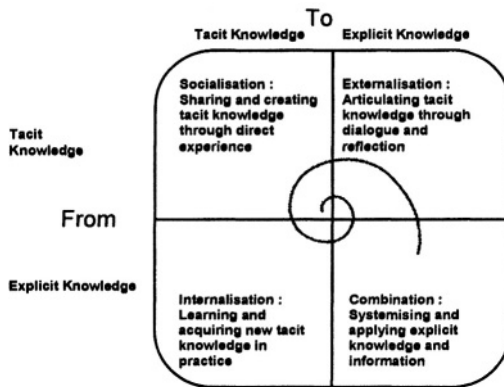 To
Tacit Knowledge
Explicit Knowledge
Socialisation :
Sharing and creating
tacit knowledge
through direct
experience
Externalisation :
Articulating tacit
knowledge through
dialogue and
reflection
Tacit
Knowledge
From
Explicit Knowledge
Internalisation :
Learning and
acquiring new tacit
knowledge in
practice
Combination :
Systemising and
applying explicit
knowledge and
information